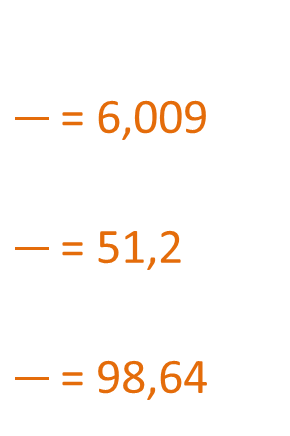 — = 6,009
— = 51,2
— = 98,64